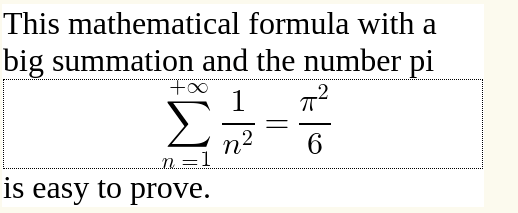 This mathematical formula with a
big summation and the number pi
+∞
∑ 1/n² = π²/6
n=1
is easy to prove.